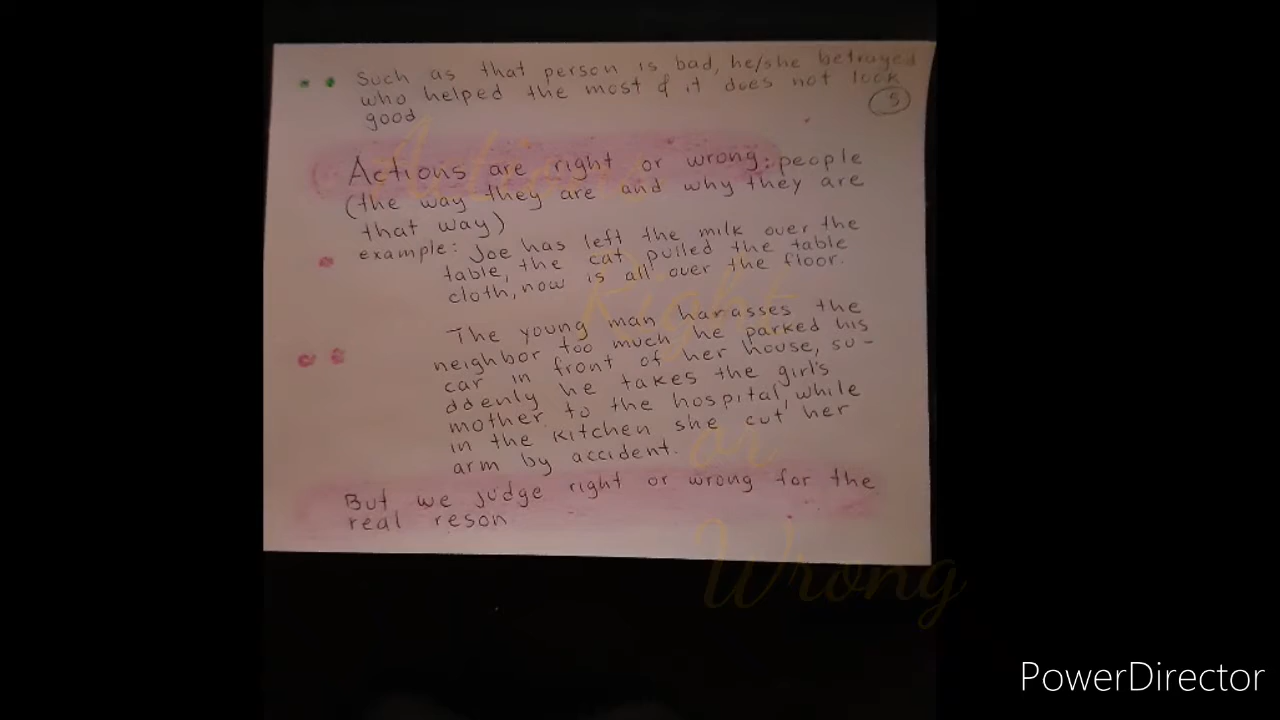 Such as that person is bad, he/she betrayed
who helped the most & it does not look
good
5
Actions are right or wrong: people
(the way they are and why they are
that way)
example: Joe has left the milk over the
table, the cat pulled the table
cloth, now is all over the floor.
The young man harasses the
neighbor too much he parked his
car in front of her house, su-
ddenly he takes the girl's
mother to the hospital, while
in the kitchen she cut her
arm by accident.
But we judge right or wrong for the
real reson
Actions
Right
or
Wrong
PowerDirector